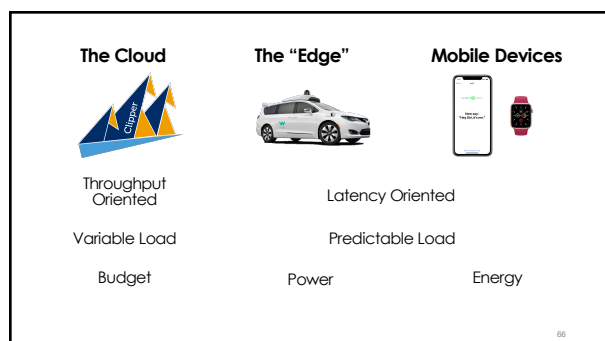 The Cloud
The “Edge”
Mobile Devices
Clipper
Throughput
Oriented
Latency Oriented
Variable Load
Predictable Load
Budget
Power
Energy
66